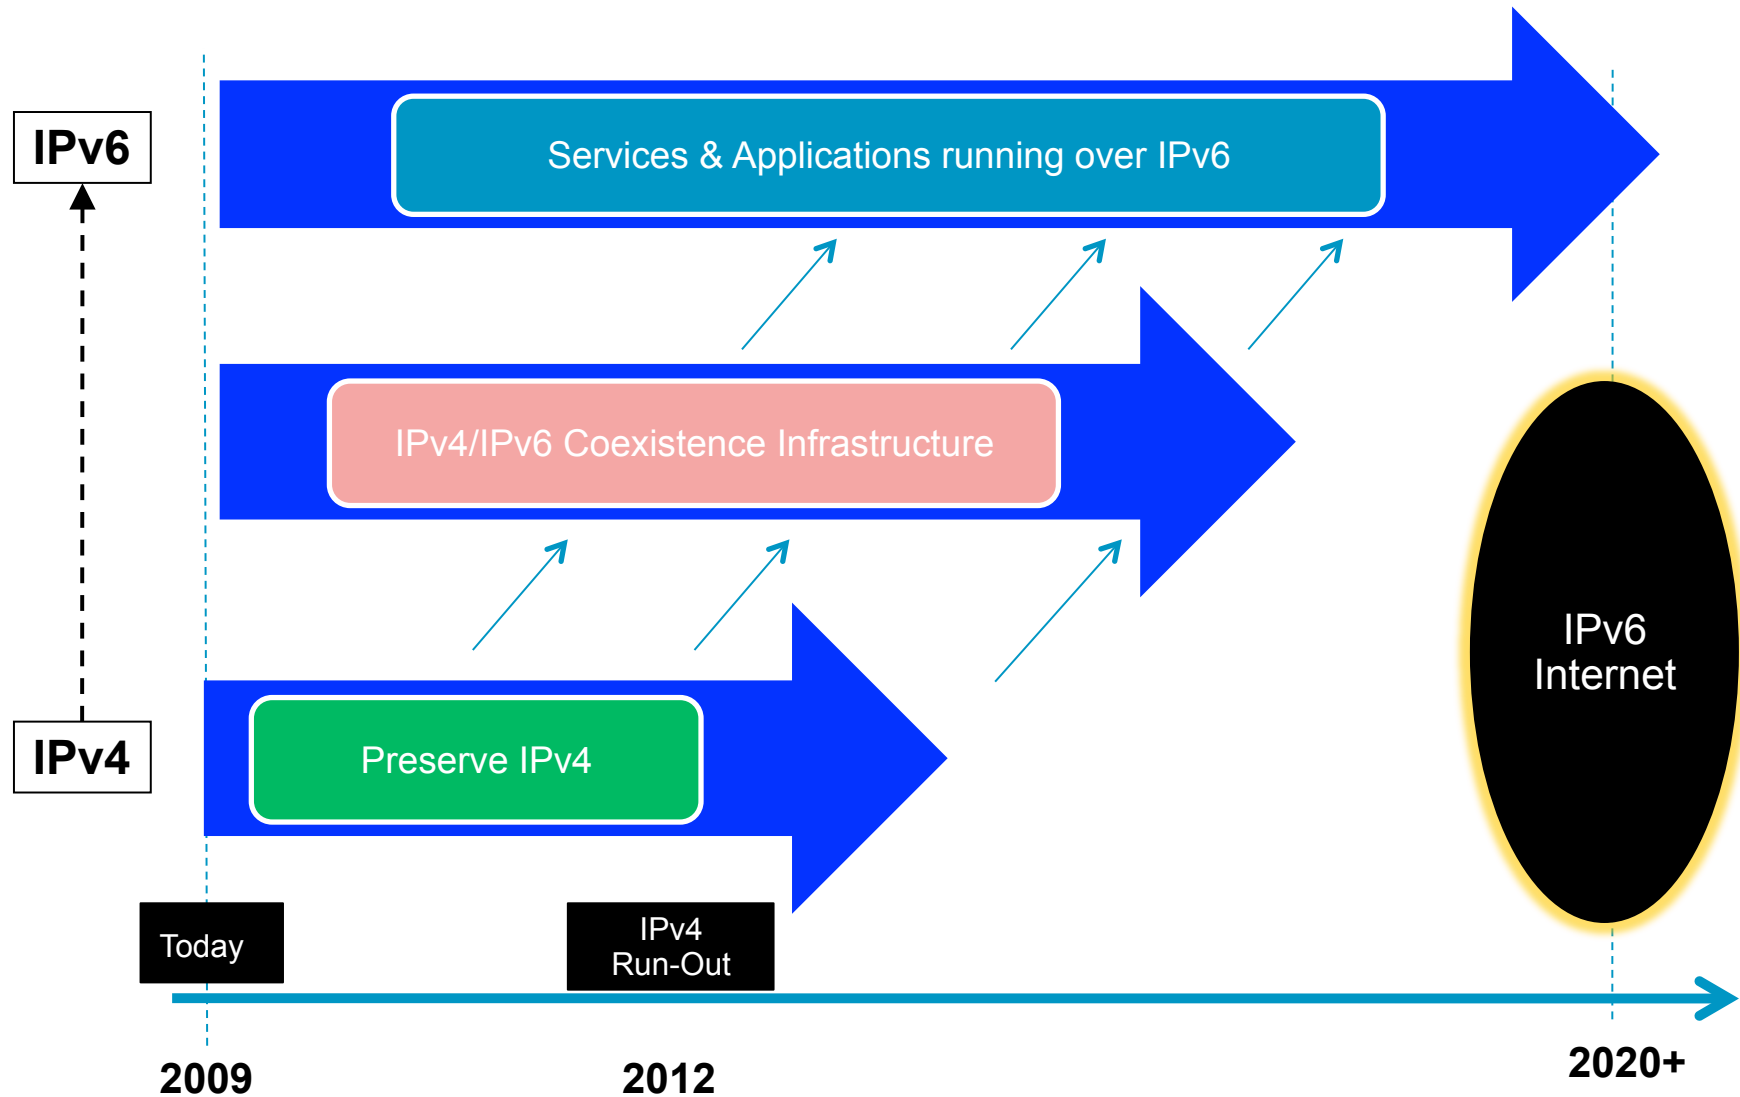 IPv6
Services & Applications running over IPv6
IPv4/IPv6 Coexistence Infrastructure
IPv6
Internet
IPv4
Preserve IPv4
Today
IPv4
Run-Out
2009
2012
2020+